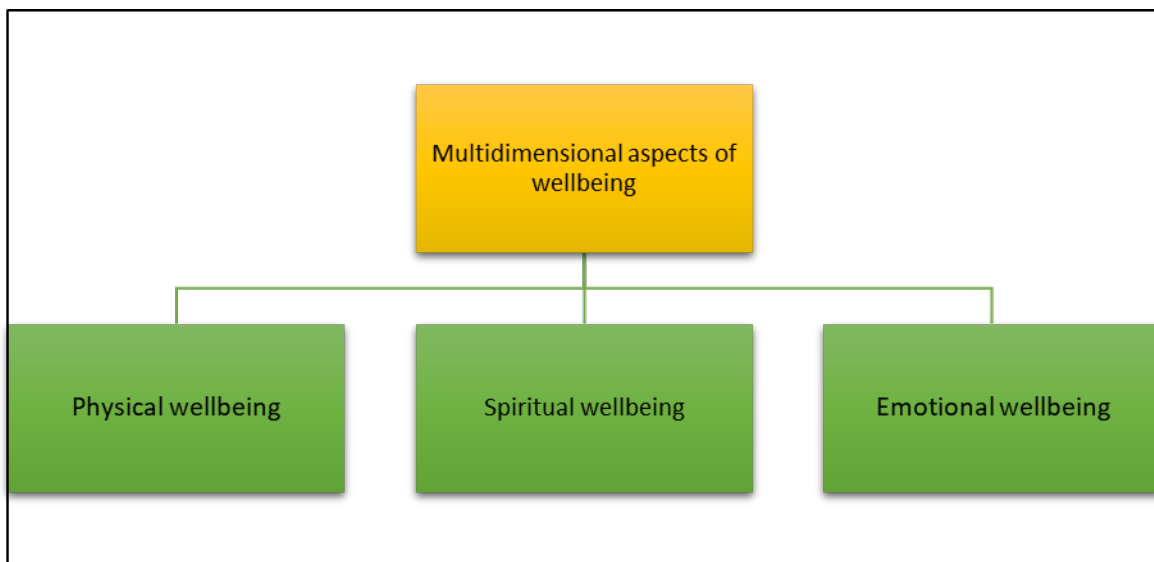 Multidimensional aspects of
wellbeing
Physical wellbeing
Spiritual wellbeing
Emotional wellbeing